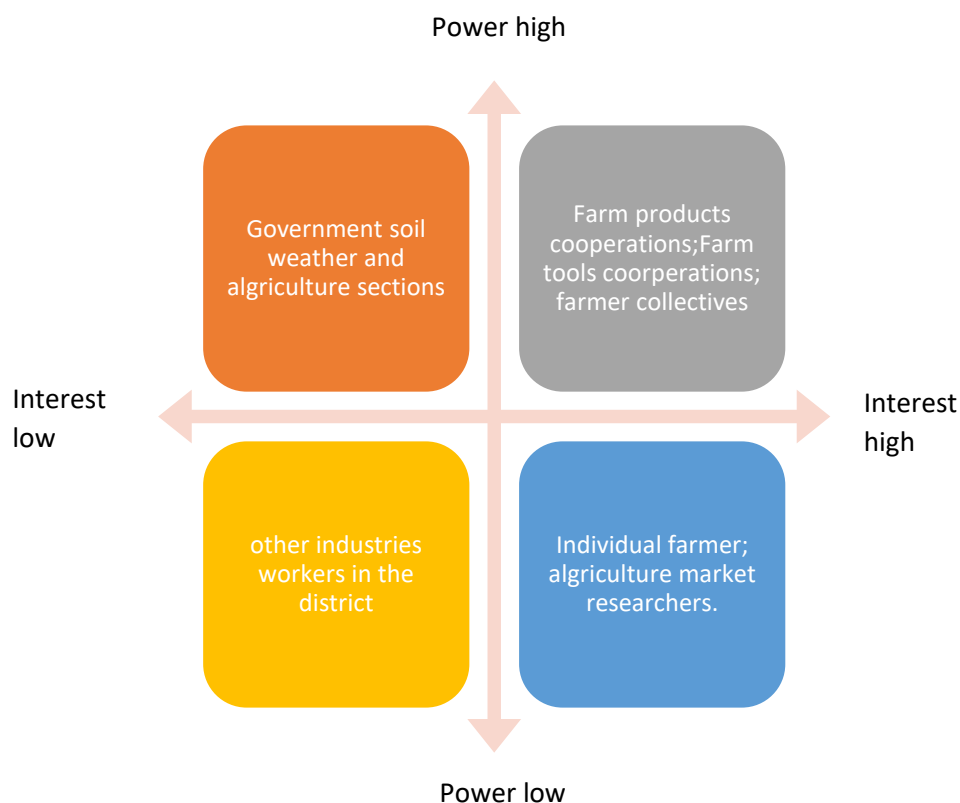 Power high
Government soil
weather and
algriculture sections
Farm products
cooperations;Farm
tools coorperations;
farmer collectives
Interest
low
Interest
high
other industries
workers in the
district
Individual farmer;
algriculture market
researchers.
Power low